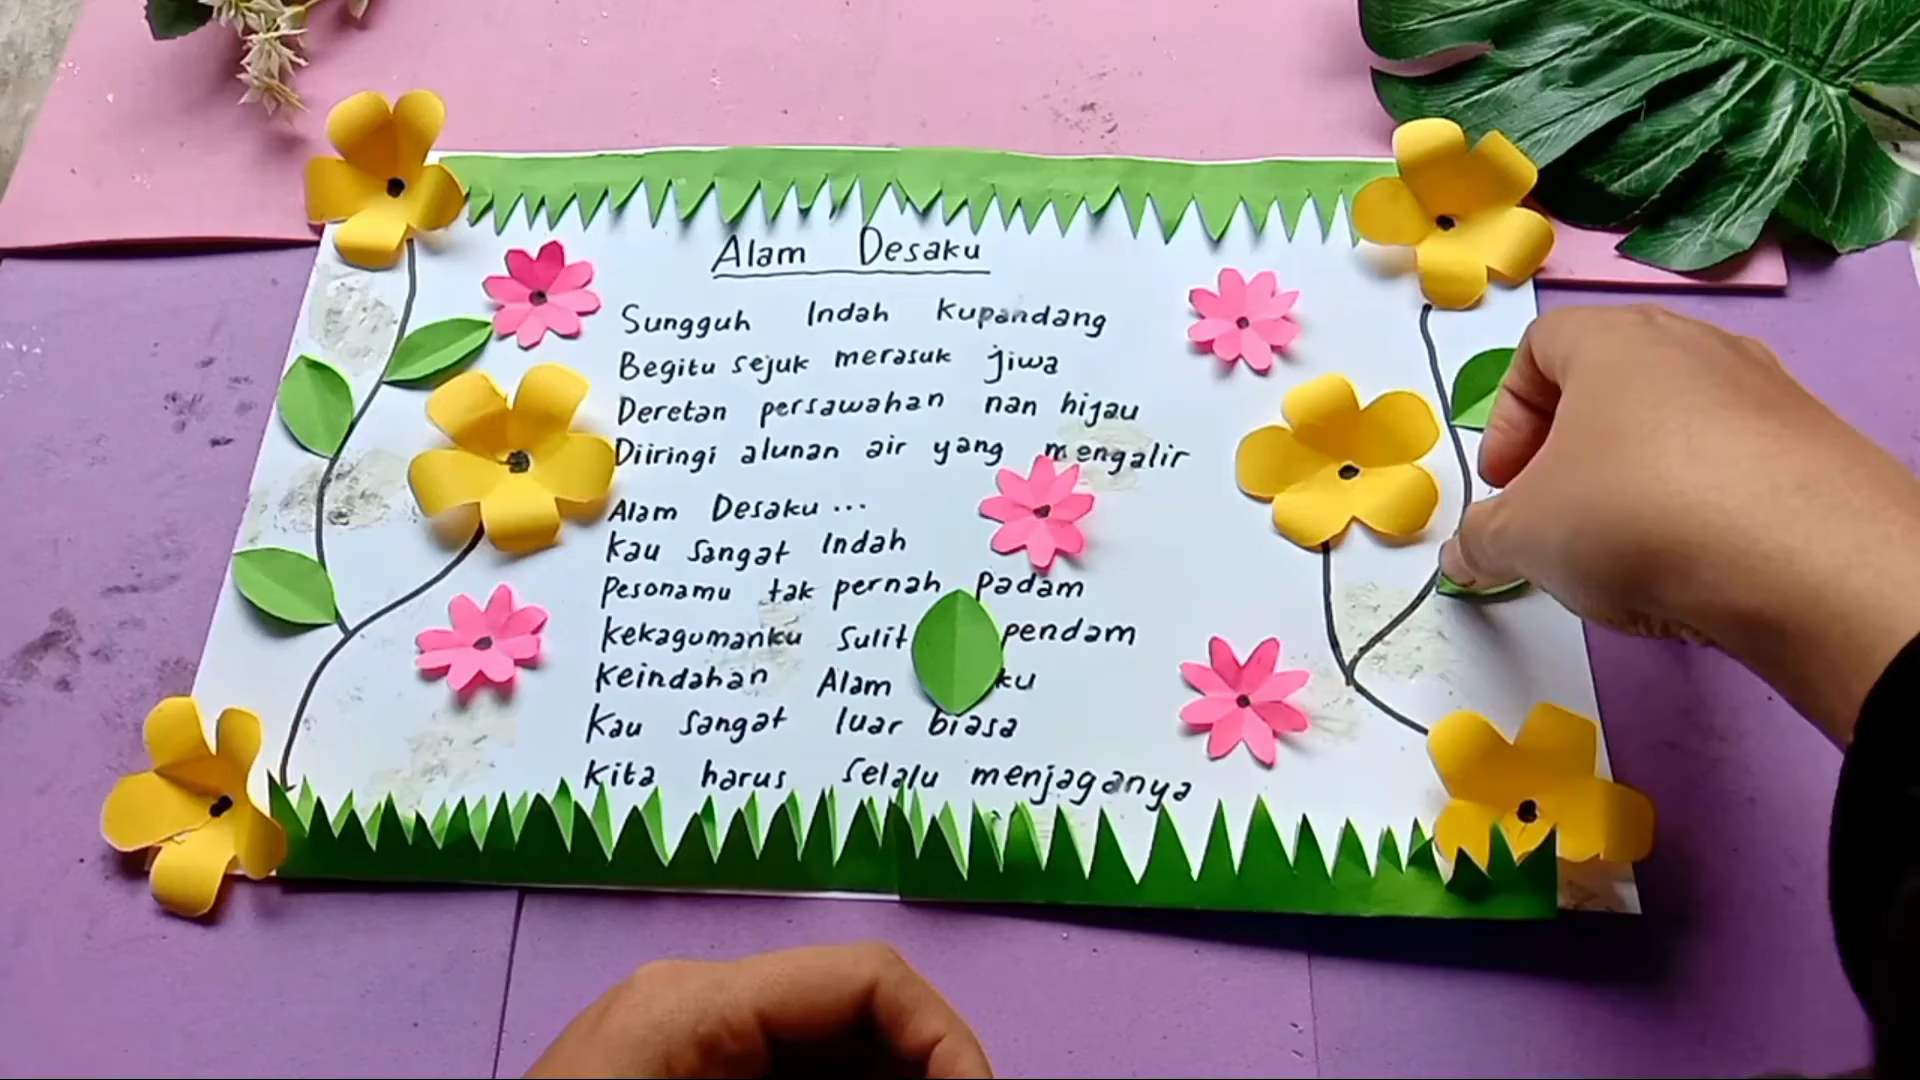 Alam Desaku
Sungguh Indah Kupandang
Begitu sejuk merasuk jiwa
Deretan persawahan nan hijau
Diiringi alunan air yang mengalir
Alam Desaku...
Kau sangat Indah
Pesonamu tak pernah padam
Kekagumanku sulit pendam
Keindahan Alam ku
Kau sangat luar biasa
Kita harus selalu menjaganya